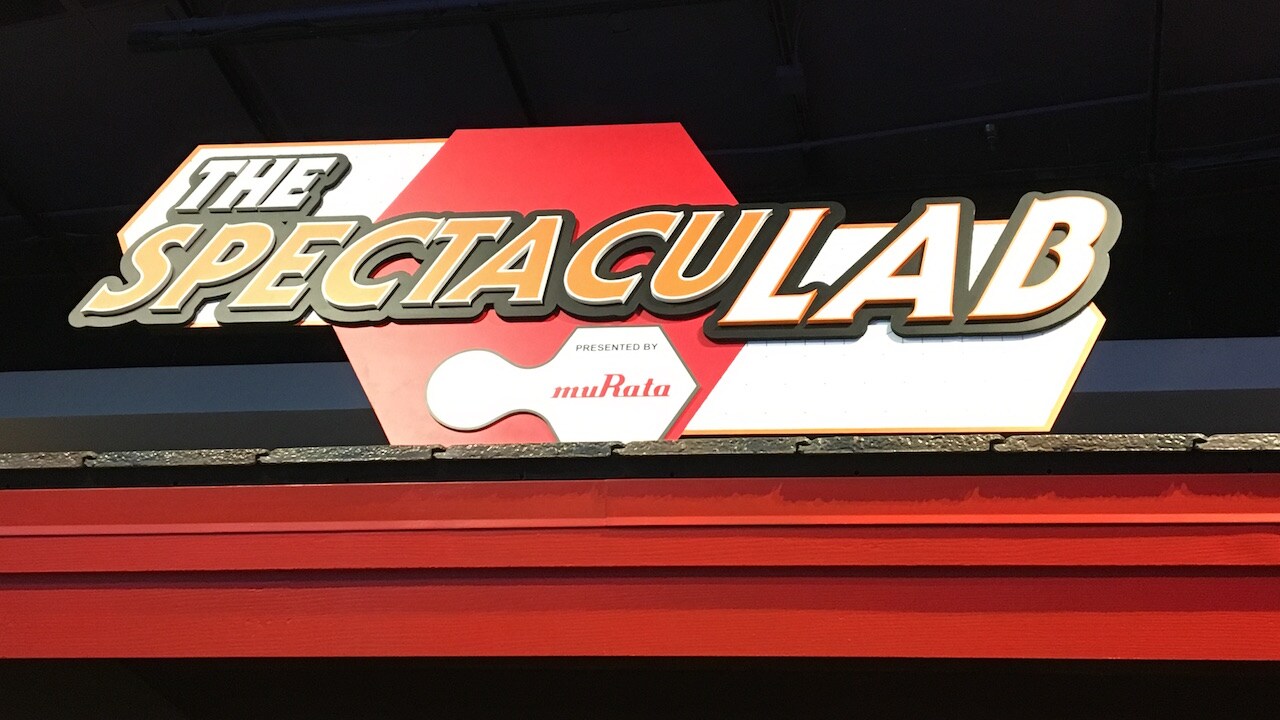 THE
SPECTACULAB
PRESENTED BY
muRata